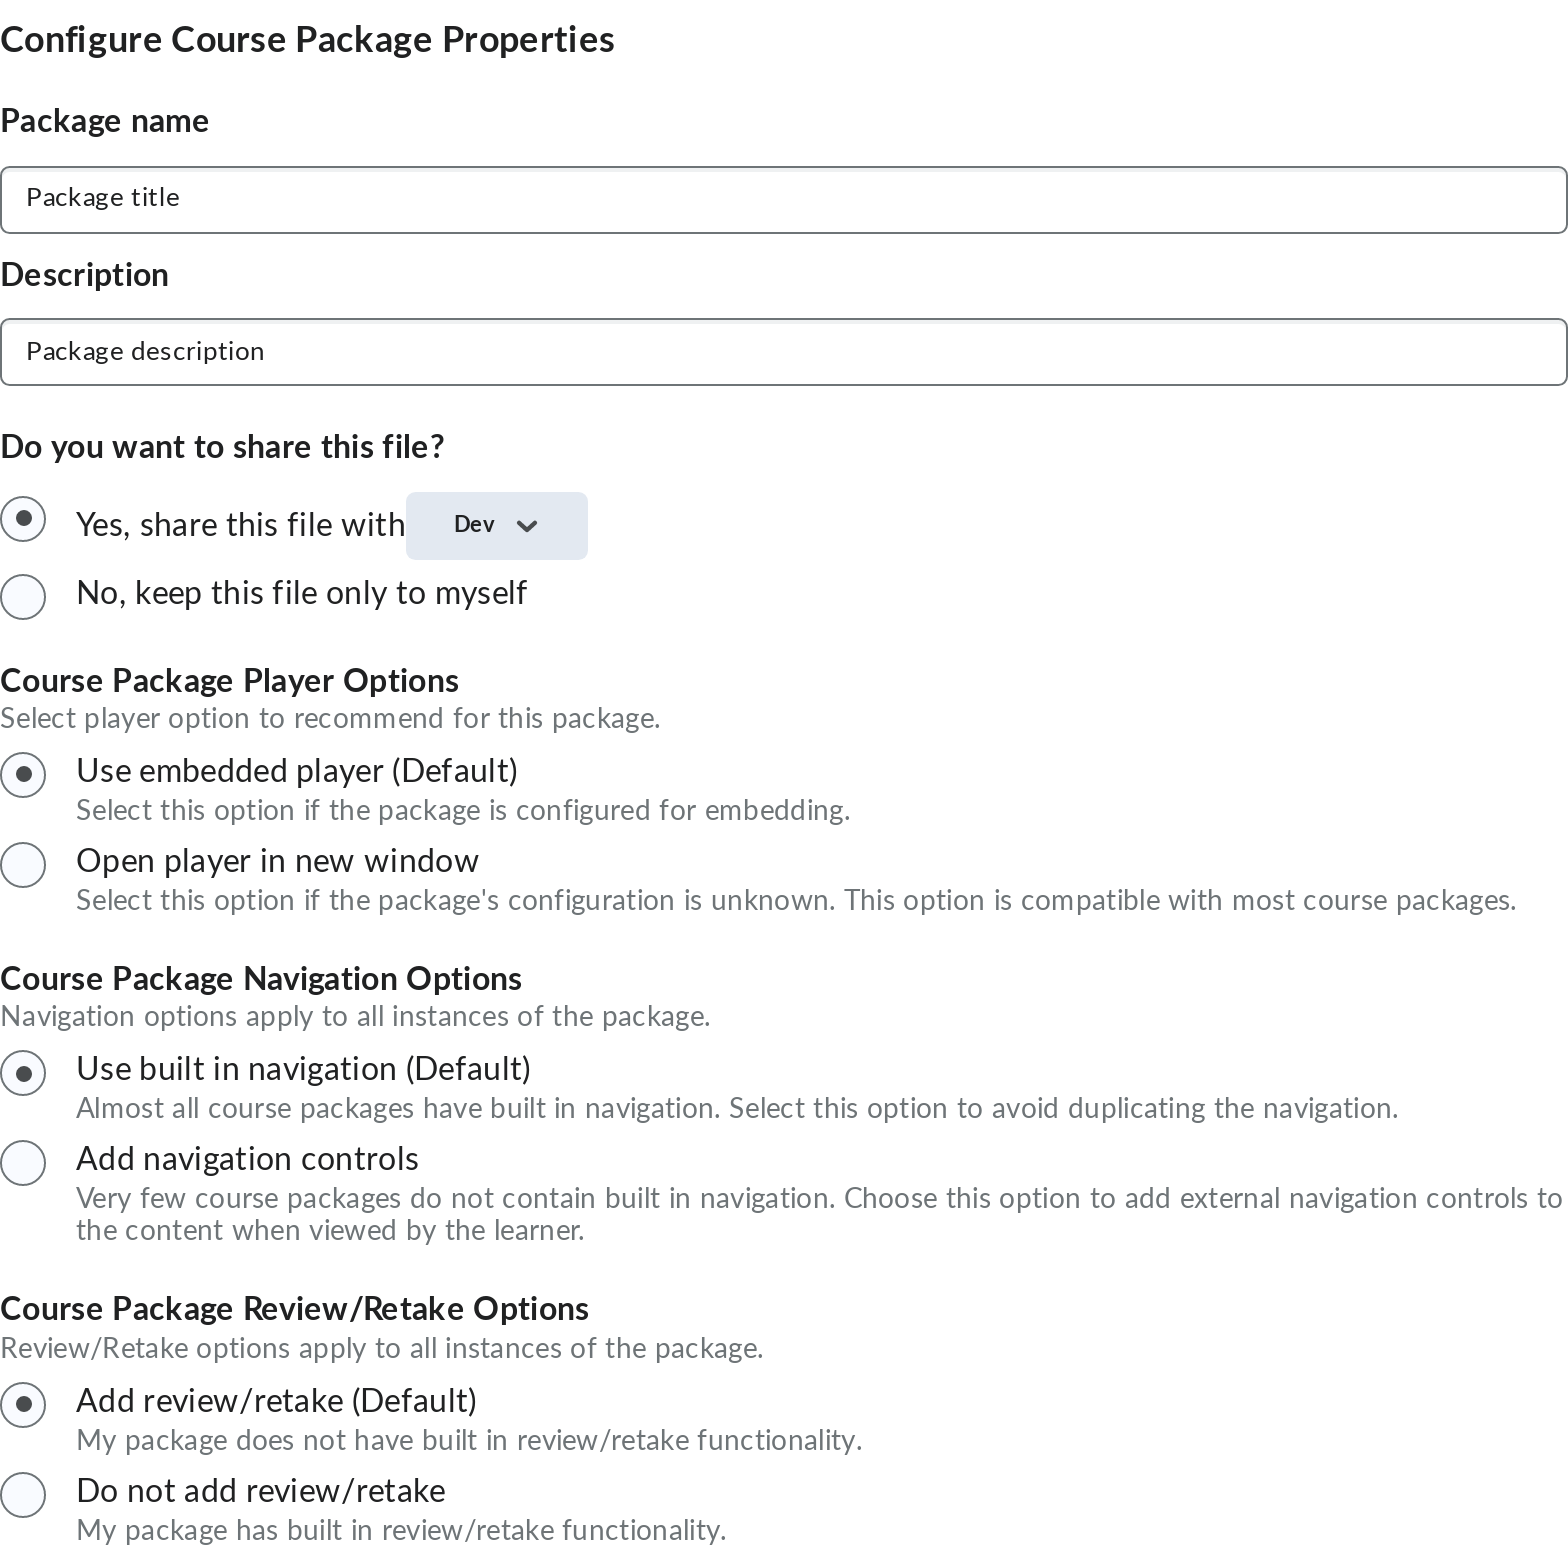 Configure Course Package Properties
Package name
Package title
Description
Package description
Do you want to share this file?
Yes, share this file with Dev
No, keep this file only to myself
Course Package Player Options
Select player option to recommend for this package.
Use embedded player (Default)
Select this option if the package is configured for embedding.
Open player in new window
Select this option if the package's configuration is unknown. This option is compatible with most course packages.
Course Package Navigation Options
Navigation options apply to all instances of the package.
Use built in navigation (Default)
Almost all course packages have built in navigation. Select this option to avoid duplicating the navigation.
Add navigation controls
Very few course packages do not contain built in navigation. Choose this option to add external navigation controls to
the content when viewed by the learner.
Course Package Review/Retake Options
Review/Retake options apply to all instances of the package.
Add review/retake (Default)
My package does not have built in review/retake functionality.
Do not add review/retake
My package has built in review/retake functionality.